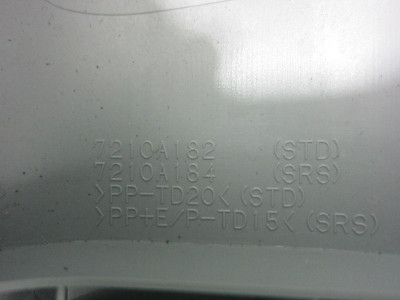 7210A182 (STD)
7210A184 (SRS)
>PP-TD20< (STD)
>PP+E/P-TD15< (SRS)